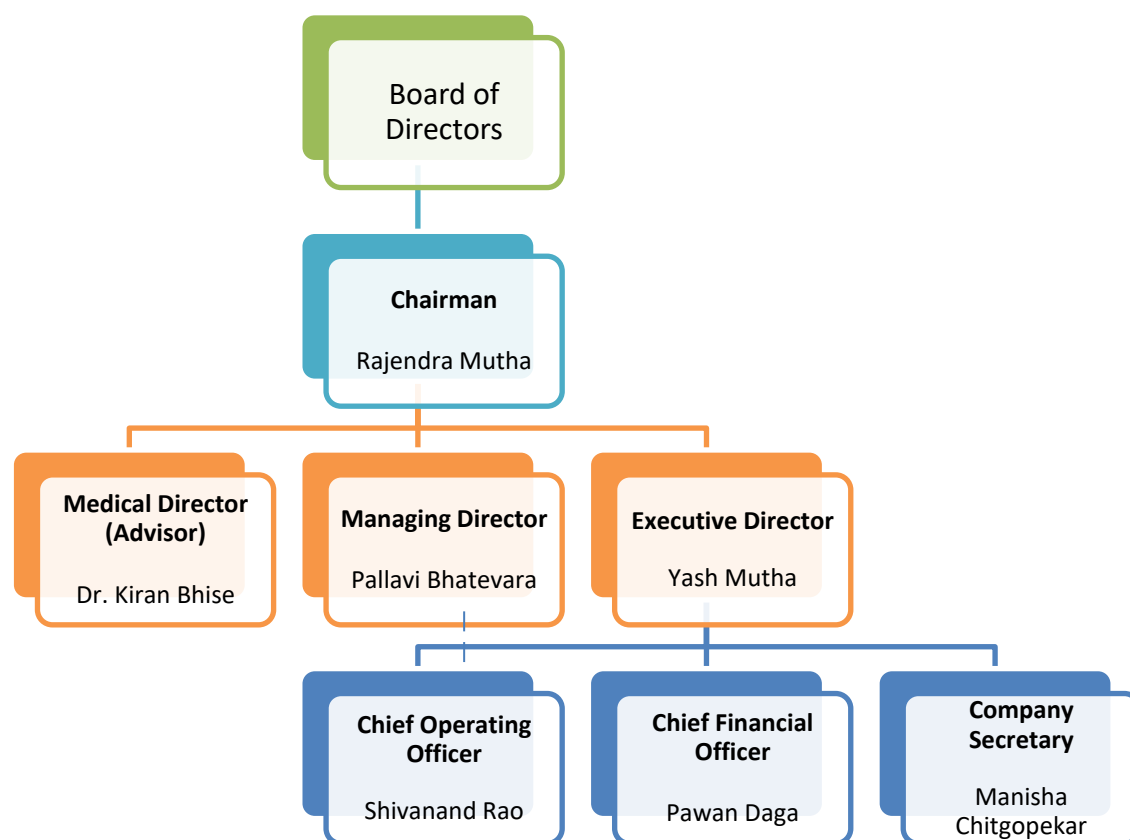 Board of
Directors
Chairman
Rajendra Mutha
Medical Director
(Advisor)
Dr. Kiran Bhise
Managing Director
Pallavi Bhatevara
Executive Director
Yash Mutha
Chief Operating
Officer
Shivanand Rao
Chief Financial
Officer
Pawan Daga
Company
Secretary
Manisha
Chitgopekar